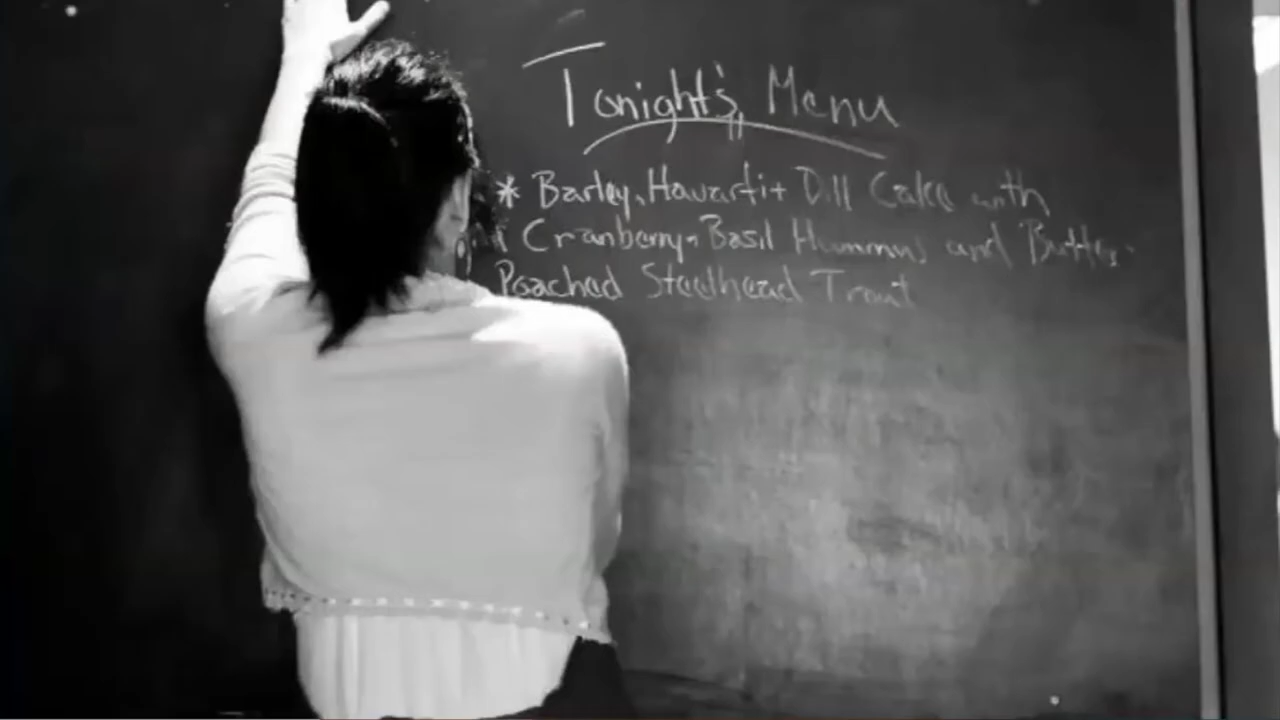 Tonight's Menu
* Barley, Havarti + Dill Cake with
Cranberry-Basil Hummus and Butter-
Poached Steelhead Trout